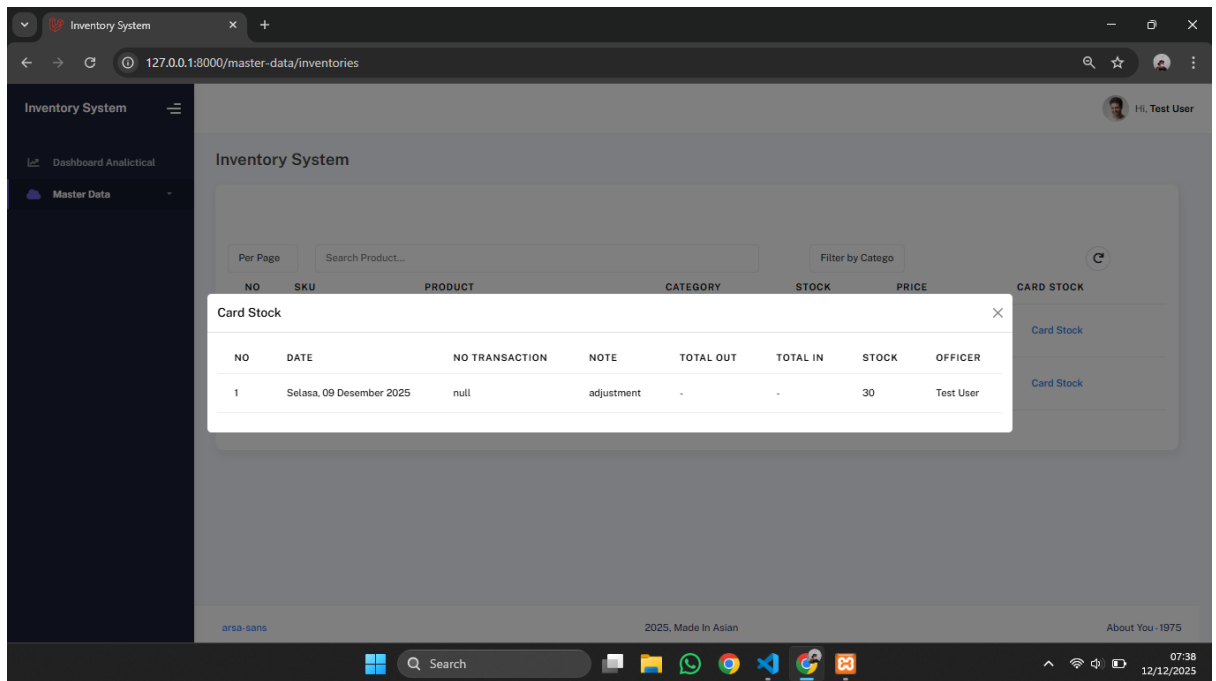 Inventory System
127.0.0.1:8000/master-data/inventories
Inventory System
Hi, Test User
Dashboard Analictical
Master Data
Inventory System
Per Page
Search Product...
Filter by Catego
NO SKU PRODUCT CATEGORY STOCK PRICE CARD STOCK
Card Stock
Card Stock
Card Stock
NO DATE NO TRANSACTION NOTE TOTAL OUT TOTAL IN STOCK OFFICER
1 Selasa, 09 Desember 2025 null adjustment - - 30 Test User
arsa-sans
2025, Made In Asian
About You - 1975
Search
07:38
12/12/2025